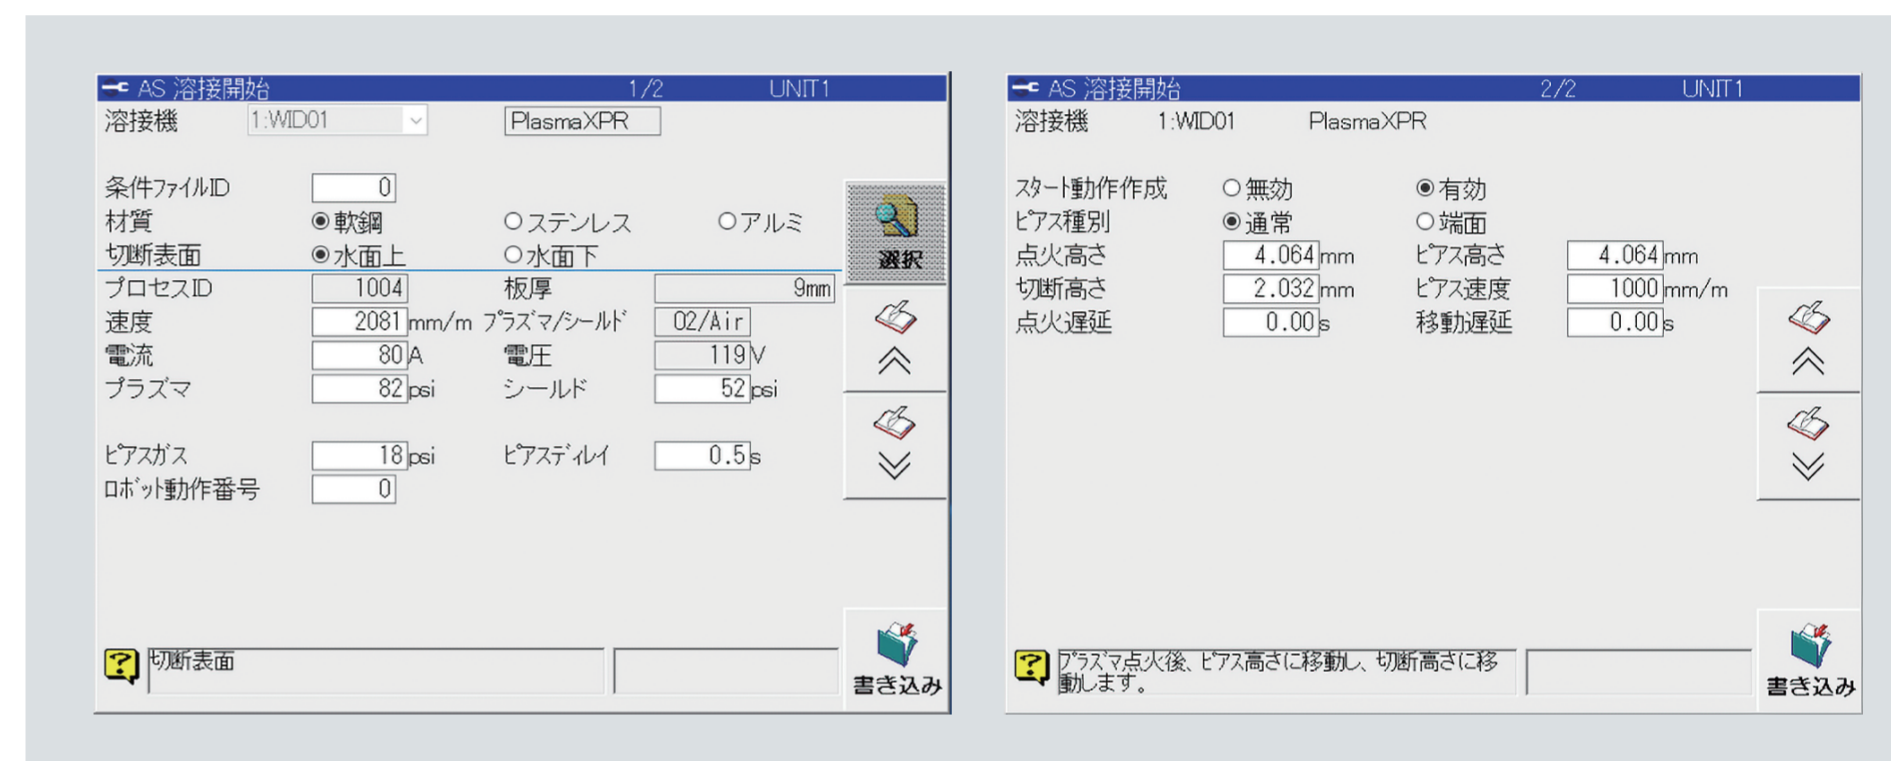 AS 溶接開始 1/2 UNIT1
溶接機 1:WID01 PlasmaXPR
条件ファイルID 0
材質 軟鋼 ステンレス アルミ
切断表面 水面上 水面下
選択
プロセスID 1004 板厚 9mm
速度 2081 mm/m プラズマ/シールド O2/Air
電流 80 A 電圧 119 V
プラズマ 82 psi シールド 52 psi
ピアスガス 18 psi ピアスディレイ 0.5 s
ロボット動作番号 0
切断表面
書き込み
AS 溶接開始 2/2 UNIT1
溶接機 1:WID01 PlasmaXPR
スタート動作作成 無効 有効
ピアス種別 通常 端面
点火高さ 4.064 mm ピアス高さ 4.064 mm
切断高さ 2.032 mm ピアス速度 1000 mm/m
点火遅延 0.00 s 移動遅延 0.00 s
プラズマ点火後、ピアス高さに移動し、切断高さに移
動します。
書き込み